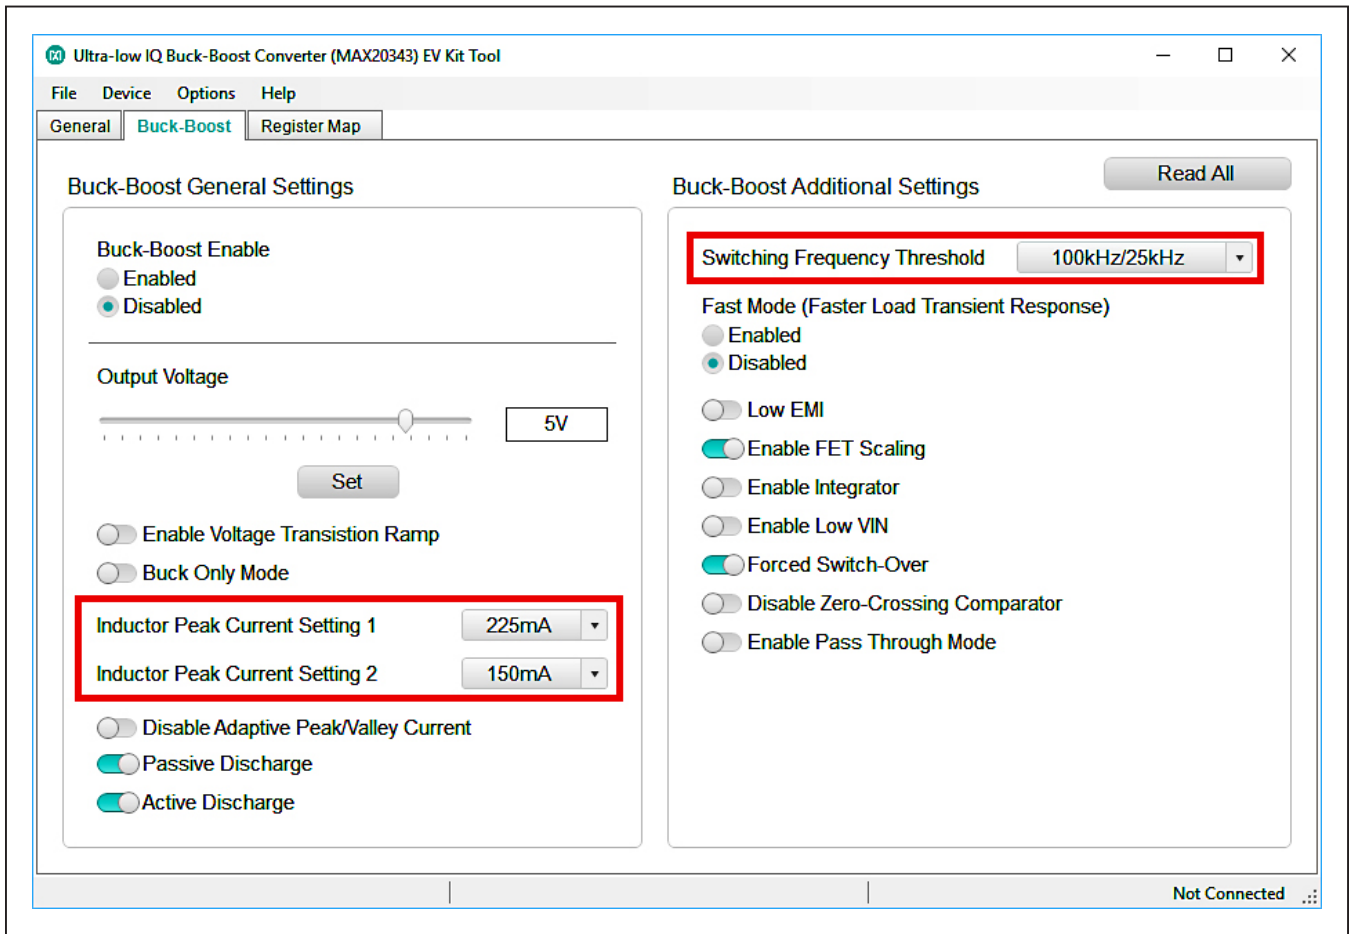 Ultra-low IQ Buck-Boost Converter (MAX20343) EV Kit Tool
File Device Options Help
General Buck-Boost Register Map
Read All
Buck-Boost General Settings
Buck-Boost Enable
Enabled
Disabled
Output Voltage
5V
Set
Enable Voltage Transistion Ramp
Buck Only Mode
Inductor Peak Current Setting 1 225mA
Inductor Peak Current Setting 2 150mA
Disable Adaptive Peak/Valley Current
Passive Discharge
Active Discharge
Buck-Boost Additional Settings
Switching Frequency Threshold 100kHz/25kHz
Fast Mode (Faster Load Transient Response)
Enabled
Disabled
Low EMI
Enable FET Scaling
Enable Integrator
Enable Low VIN
Forced Switch-Over
Disable Zero-Crossing Comparator
Enable Pass Through Mode
Not Connected